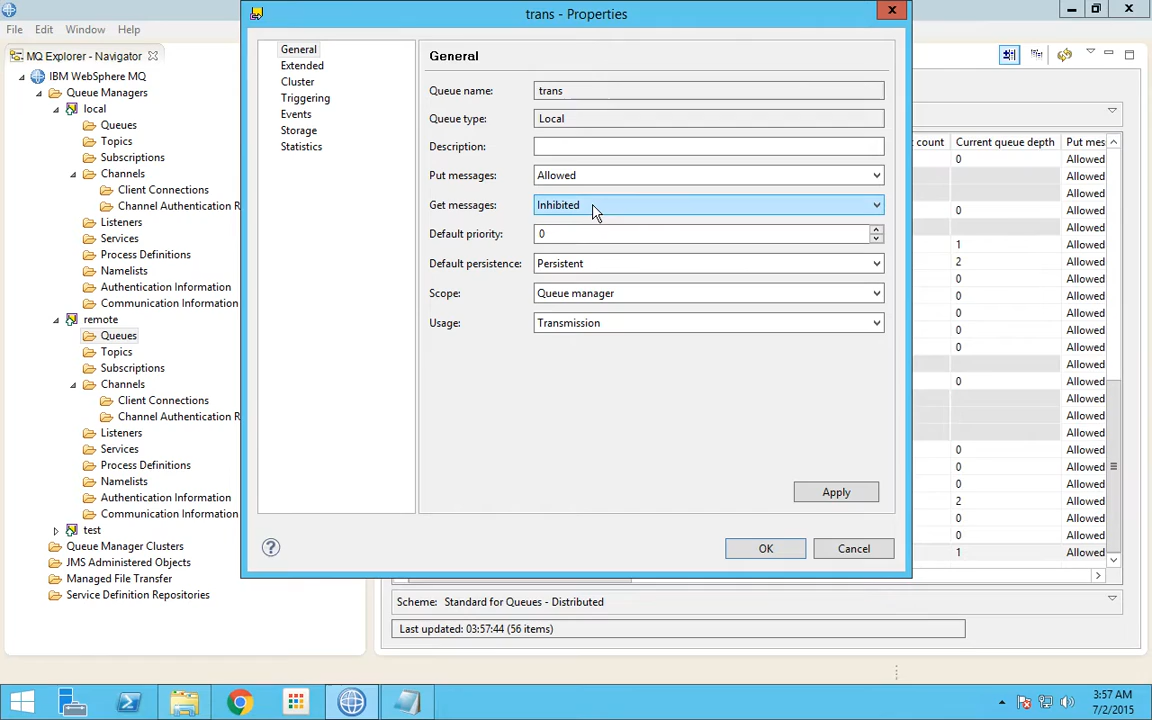 trans - Properties
File Edit Window Help
MQ Explorer - Navigator
IBM WebSphere MQ
Queue Managers
local
Queues
Topics
Subscriptions
Channels
Client Connections
Channel Authentication R
Listeners
Services
Process Definitions
Namelists
Authentication Information
Communication Information
remote
Queues
Topics
Subscriptions
Channels
Client Connections
Channel Authentication R
Listeners
Services
Process Definitions
Namelists
Authentication Information
Communication Information
test
Queue Manager Clusters
JMS Administered Objects
Managed File Transfer
Service Definition Repositories
General
Extended
Cluster
Triggering
Events
Storage
Statistics
General
Queue name: trans
Queue type: Local
Description:
Put messages: Allowed
Get messages: Inhibited
Default priority: 0
Default persistence: Persistent
Scope: Queue manager
Usage: Transmission
Apply
OK Cancel
count Current queue depth Put mes
0 Allowed
Allowed
Allowed
0 Allowed
Allowed
1 Allowed
2 Allowed
0 Allowed
0 Allowed
0 Allowed
0 Allowed
Allowed
0 Allowed
Allowed
Allowed
Allowed
0 Allowed
0 Allowed
0 Allowed
2 Allowed
0 Allowed
0 Allowed
1 Allowed
Scheme: Standard for Queues - Distributed
Last updated: 03:57:44 (56 items)
3:57 AM
7/2/2015